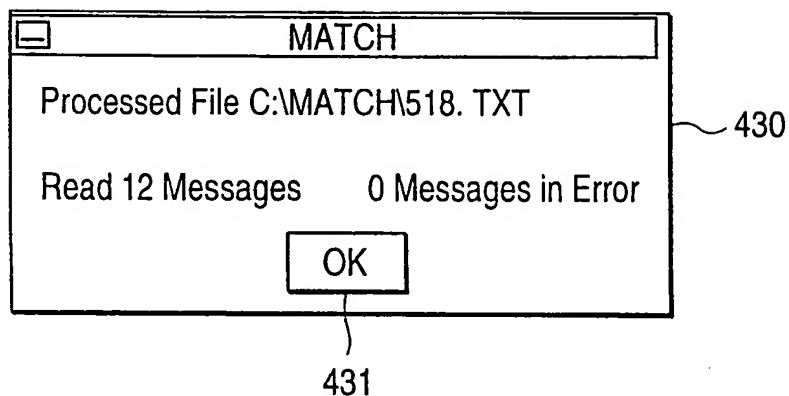 MATCH
Processed File C:\MATCH\518. TXT
430
Read 12 Messages 0 Messages in Error
OK
431